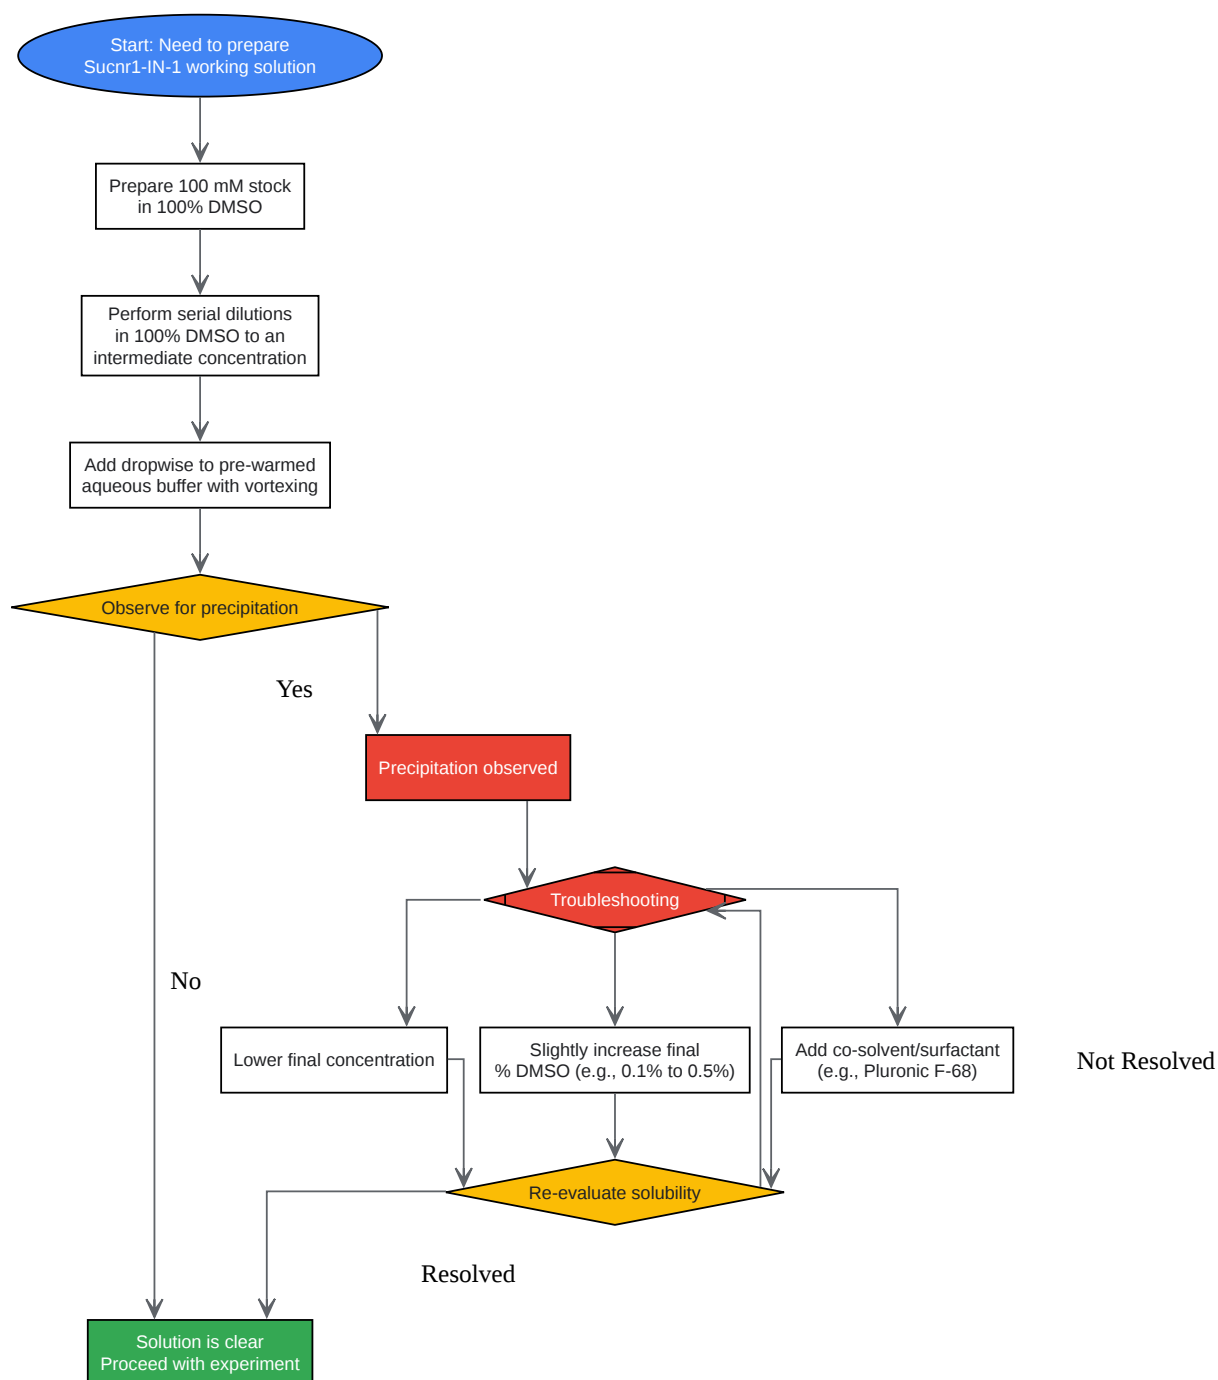 Start: Need to prepare
Sucnr1-IN-1 working solution
Prepare 100 mM stock
in 100% DMSO
Perform serial dilutions
in 100% DMSO to an
intermediate concentration
Add dropwise to pre-warmed
aqueous buffer with vortexing
Observe for precipitation
Yes
Precipitation observed
Troubleshooting
No
Lower final concentration
Slightly increase final
% DMSO (e.g., 0.1% to 0.5%)
Add co-solvent/surfactant
(e.g., Pluronic F-68)
Not Resolved
Re-evaluate solubility
Resolved
Solution is clear
Proceed with experiment